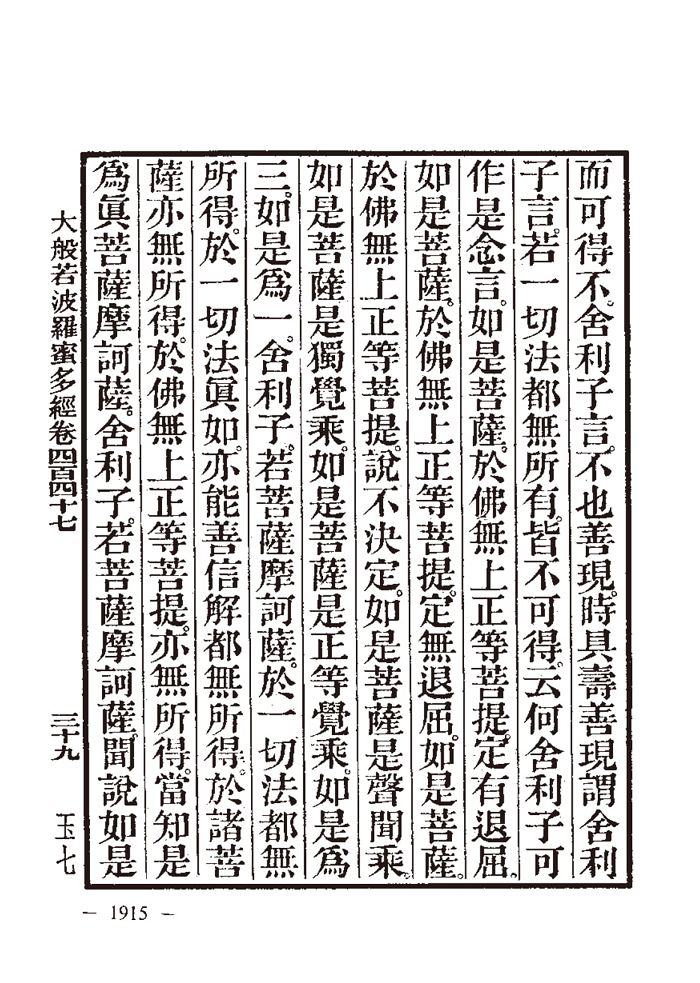 而可得不。舍利子言。不也善現。時具壽善現謂舍利
子言。若一切法都無所有。皆不可得。云何舍利子可
作是念言。如是菩薩。於佛無上正等菩提。定有退屈。
如是菩薩。於佛無上正等菩提。定無退屈。如是菩薩。
於佛無上正等菩提。說不決定。如是菩薩是聲聞乘。
如是菩薩是獨覺乘。如是菩薩是正等覺乘。如是爲
三。如是爲一。舍利子。若菩薩摩訶薩。於一切法都無
所得。於一切法眞如。亦能善信解都無所得。於諸菩
薩亦無所得。於佛無上正等菩提。亦無所得。當知是
爲眞菩薩摩訶薩。舍利子。若菩薩摩訶薩。聞說如是
大般若波羅蜜多經卷四百四十七 三十九 玉七
— 1915 —